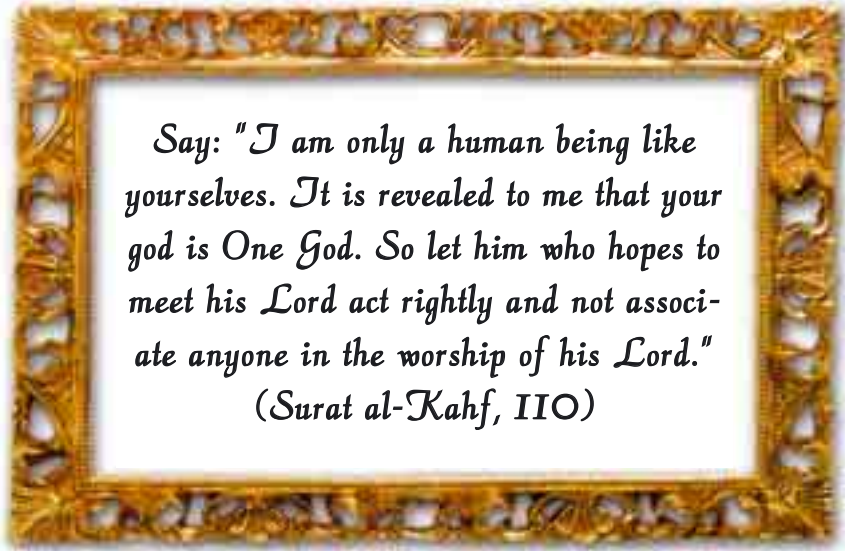 Say: "I am only a human being like
yourselves. It is revealed to me that your
god is One God. So let him who hopes to
meet his Lord act rightly and not associ-
ate anyone in the worship of his Lord."
(Surat al-Kahf, 110)